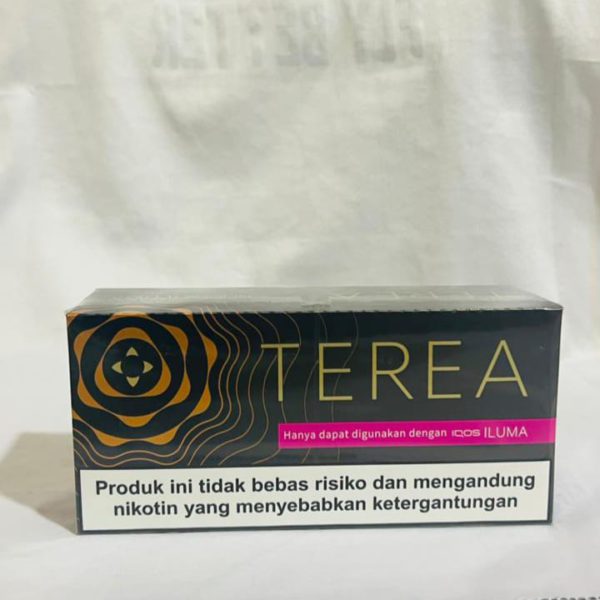 TEREA
Hanya dapat digunakan dengan IQOS ILUMA
Produk ini tidak bebas risiko dan mengandung
nikotin yang menyebabkan ketergantungan